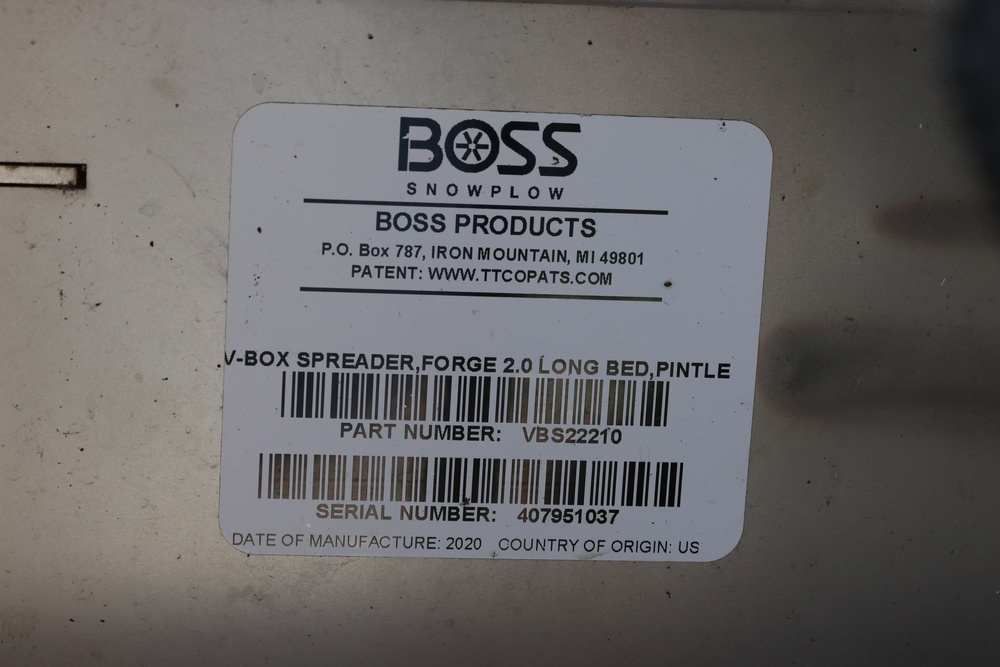 BOSS
SNOWPLOW
BOSS PRODUCTS
P.O. Box 787, IRON MOUNTAIN, MI 49801
PATENT: WWW.TTCOPATS.COM
V-BOX SPREADER,FORGE 2.0 LONG BED,PINTLE
PART NUMBER: VBS22210
SERIAL NUMBER: 407951037
DATE OF MANUFACTURE: 2020 COUNTRY OF ORIGIN: US